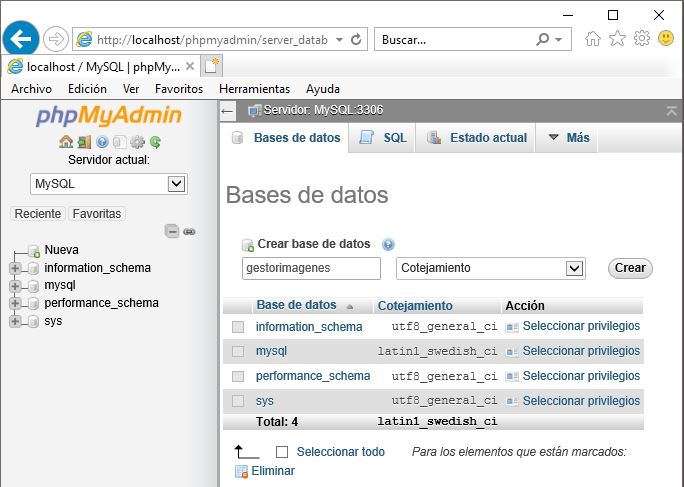 http://localhost/phpmyadmin/server_datab
Buscar...
localhost / MySQL | phpMy...
Archivo Edición Ver Favoritos Herramientas Ayuda
phpMyAdmin
Servidor actual:
MySQL
Reciente Favoritas
Nueva
information_schema
mysql
performance_schema
sys
Servidor: MySQL:3306
Bases de datos SQL Estado actual Más
Bases de datos
Crear base de datos
gestorimagenes Cotejamiento Crear
Base de datos Cotejamiento Acción
information_schema utf8_general_ci Seleccionar privilegios
mysql latin1_swedish_ci Seleccionar privilegios
performance_schema utf8_general_ci Seleccionar privilegios
sys utf8_general_ci Seleccionar privilegios
Total: 4 latin1_swedish_ci
Seleccionar todo Para los elementos que están marcados:
Eliminar